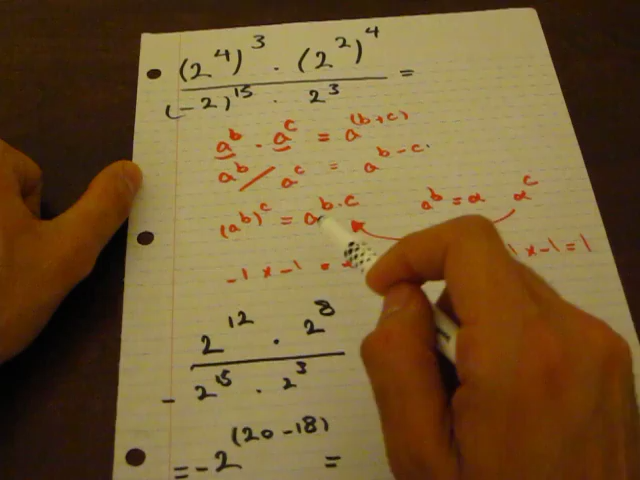 (2^4)^3 · (2^2)^4
(-2)^15 · 2^3 =
a^b · a^c = a^(b+c)
a^b / a^c = a^b-c
(a^b)^c = a^b·c a^b = α α^c
-1 x -1 = 1 x -1 = 1
2^12 · 2^8
- 2^15 · 2^3
= -2^(20-18) =